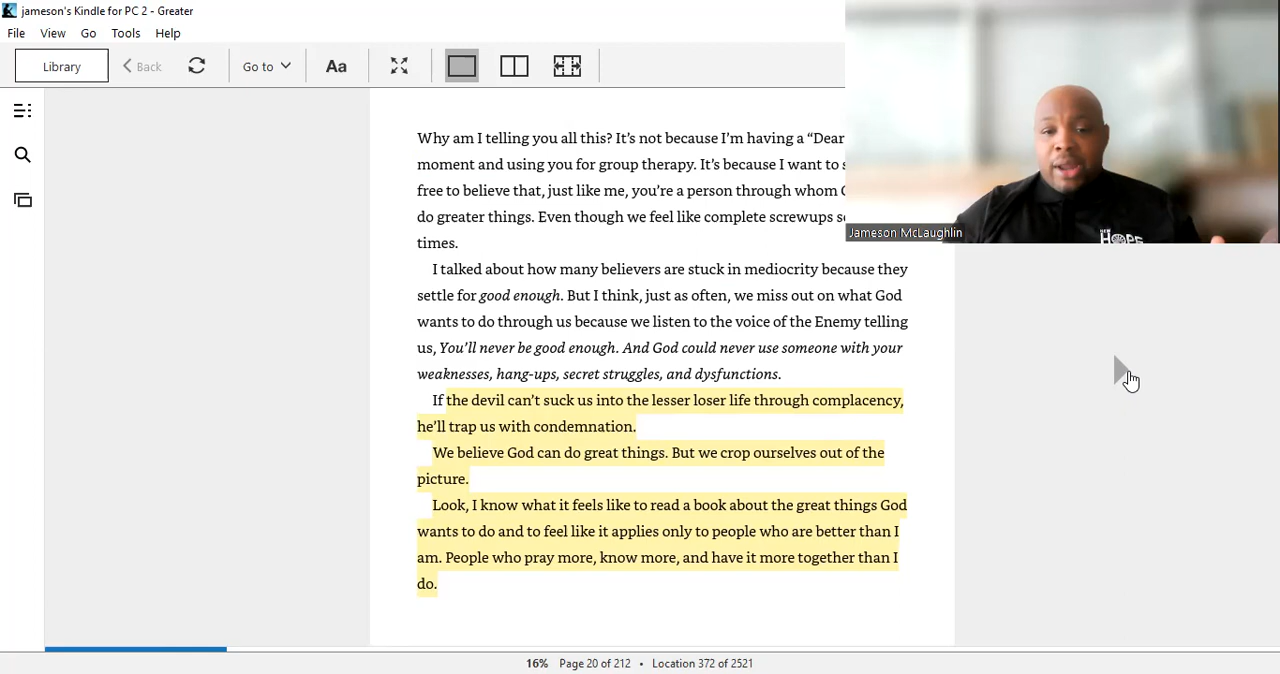 jameson's Kindle for PC 2 - Greater
File View Go Tools Help
Library Back Go to Aa
Why am I telling you all this? It's not because I'm having a “Dear
moment and using you for group therapy. It's because I want to s
free to believe that, just like me, you're a person through whom G
do greater things. Even though we feel like complete screwups so
times.
I talked about how many believers are stuck in mediocrity because they
settle for good enough. But I think, just as often, we miss out on what God
wants to do through us because we listen to the voice of the Enemy telling
us, You'll never be good enough. And God could never use someone with your
weaknesses, hang-ups, secret struggles, and dysfunctions.
If the devil can't suck us into the lesser loser life through complacency,
he'll trap us with condemnation.
We believe God can do great things. But we crop ourselves out of the
picture.
Look, I know what it feels like to read a book about the great things God
wants to do and to feel like it applies only to people who are better than I
am. People who pray more, know more, and have it more together than I
do.
Jameson McLaughlin
HOPE
16% Page 20 of 212 • Location 372 of 2521